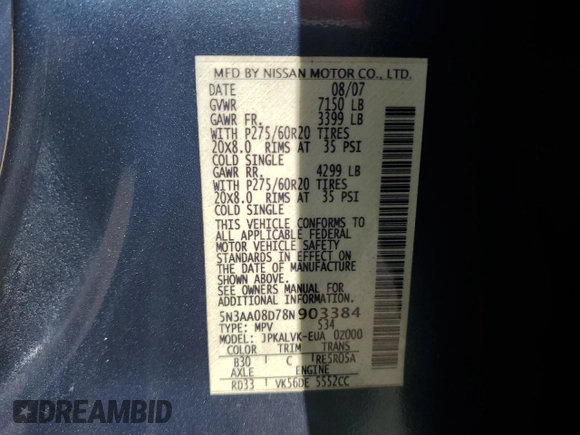 MFD BY NISSAN MOTOR CO., LTD.
DATE 08/07
GVWR 7150 LB
GAWR FR. 3399 LB
WITH P275/60R20 TIRES
20X8.0 RIMS AT 35 PSI
COLD SINGLE
GAWR RR. 4299 LB
WITH P275/60R20 TIRES
20X8.0 RIMS AT 35 PSI
COLD SINGLE
THIS VEHICLE CONFORMS TO
ALL APPLICABLE FEDERAL
MOTOR VEHICLE SAFETY
STANDARDS IN EFFECT ON
THE DATE OF MANUFACTURE
SHOWN ABOVE.
SEE OWNERS MANUAL FOR
ADDITIONAL INFORMATION
5N3AA08D78N903384
TYPE: MPV 534
MODEL: JPKALVK-EUA 02000
COLOR TRIM TRANS
B30 C RE5R05A
AXLE ENGINE
RD33 VK56DE 5552CC
DREAMBID